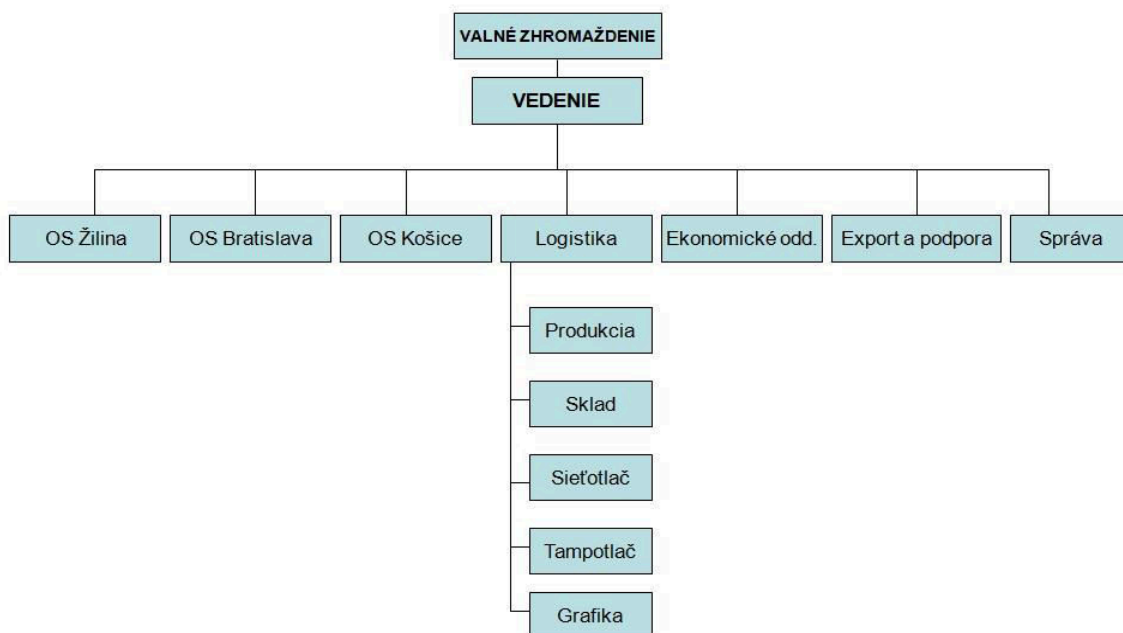 VALNÉ ZHROMAŽDENIE
VEDENIE
OS Žilina
OS Bratislava
OS Košice
Logistika
Ekonomické odd.
Export a podpora
Správa
Produkcia
Sklad
Sieťotlač
Tampotlač
Grafika